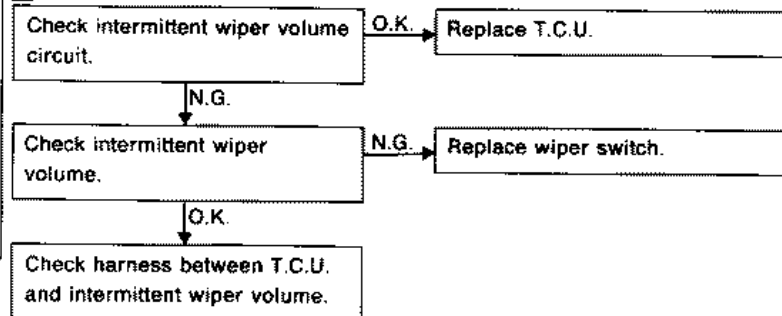 Check intermittent wiper volume
circuit.
O.K.
Replace T.C.U.
N.G.
Check intermittent wiper
volume.
N.G.
Replace wiper switch.
O.K.
Check harness between T.C.U.
and intermittent wiper volume.